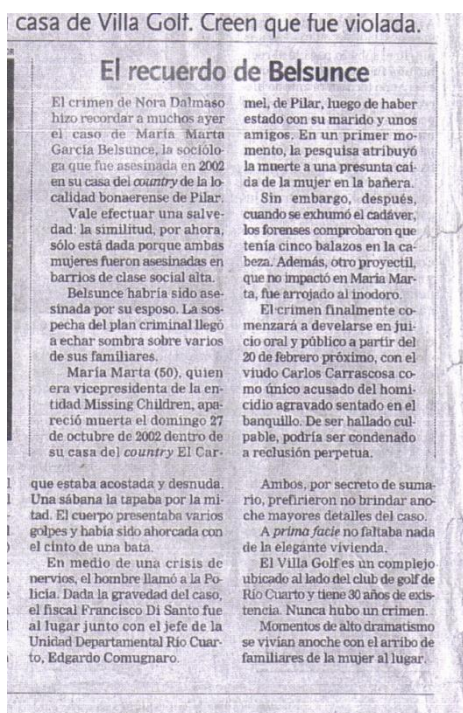 casa de Villa Golf. Creen que fue violada.
El recuerdo de Belsunce
El crimen de Nora Dalmaso
hizo recordar a muchos ayer
el caso de María Marta
García Belsunce, la sociólo-
ga que fue asesinada en 2002
en su casa del country de la lo-
calidad bonaerense de Pilar.
Vale efectuar una salve-
dad: la similitud, por ahora,
sólo está dada porque ambas
mujeres fueron asesinadas en
barrios de clase social alta.
Belsunce habría sido ase-
sinada por su esposo. La sos-
pecha del plan criminal llegó
a echar sombra sobre varios
de sus familiares.
María Marta (50), quien
era vicepresidenta de la en-
tidad Missing Children, apa-
reció muerta el domingo 27
de octubre de 2002 dentro de
su casa del country El Car-
mel, de Pilar, luego de haber
estado con su marido y unos
amigos. En un primer mo-
mento, la pesquisa atribuyó
la muerte a una presunta caí-
da de la mujer en la bañera.
Sin embargo, después,
cuando se exhumó el cadáver,
los forenses comprobaron que
tenía cinco balazos en la ca-
beza. Además, otro proyectil,
que no impactó en María Mar-
ta, fue arrojado al inodoro.
El crimen finalmente co-
menzará a develarse en jui-
cio oral y público a partir del
20 de febrero próximo, con el
viudo Carlos Carrascosa co-
mo único acusado del homi-
cidio agravado sentado en el
banquillo. De ser hallado cul-
pable, podría ser condenado
a reclusión perpetua.
que estaba acostada y desnuda.
Una sábana la tapaba por la mi-
tad. El cuerpo presentaba varios
golpes y había sido ahorcada con
el cinto de una bata.
En medio de una crisis de
nervios, el hombre llamó a la Po-
licía. Dada la gravedad del caso,
el fiscal Francisco Di Santo fue
al lugar junto con el jefe de la
Unidad Departamental Río Cuar-
to, Edgardo Comugnaro.
Ambos, por secreto de suma-
rio, prefirieron no brindar ano-
che mayores detalles del caso.
A prima facie no faltaba nada
de la elegante vivienda.
El Villa Golf es un complejo
ubicado al lado del club de golf de
Río Cuarto y tiene 30 años de exis-
tencia. Nunca hubo un crimen.
Momentos de alto dramatismo
se vivían anoche con el arribo de
familiares de la mujer al lugar.